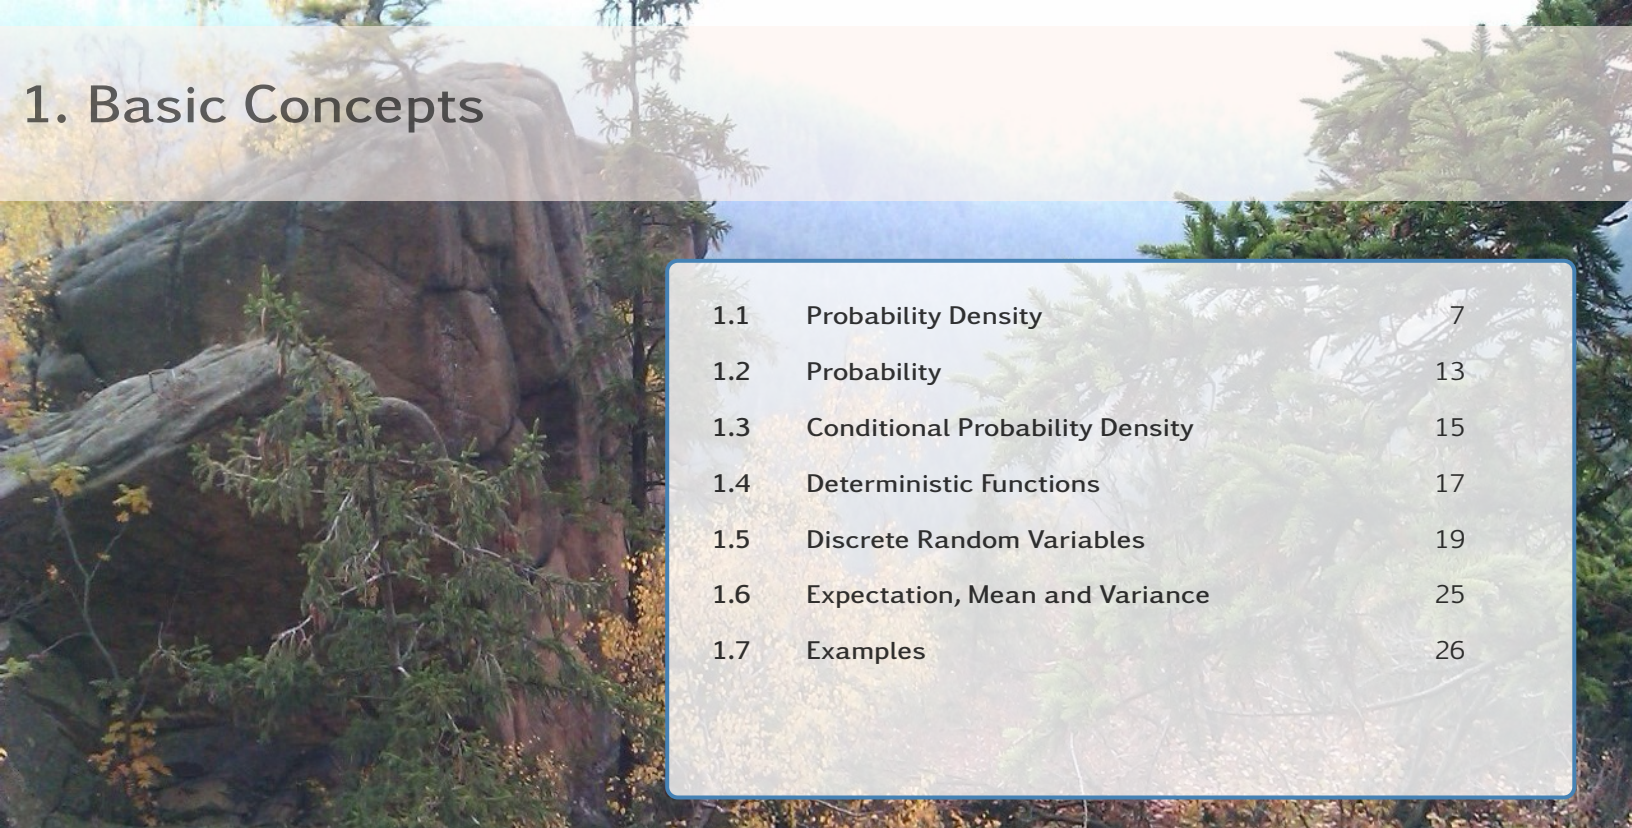 1. Basic Concepts
1.1 Probability Density 7
1.2 Probability 13
1.3 Conditional Probability Density 15
1.4 Deterministic Functions 17
1.5 Discrete Random Variables 19
1.6 Expectation, Mean and Variance 25
1.7 Examples 26